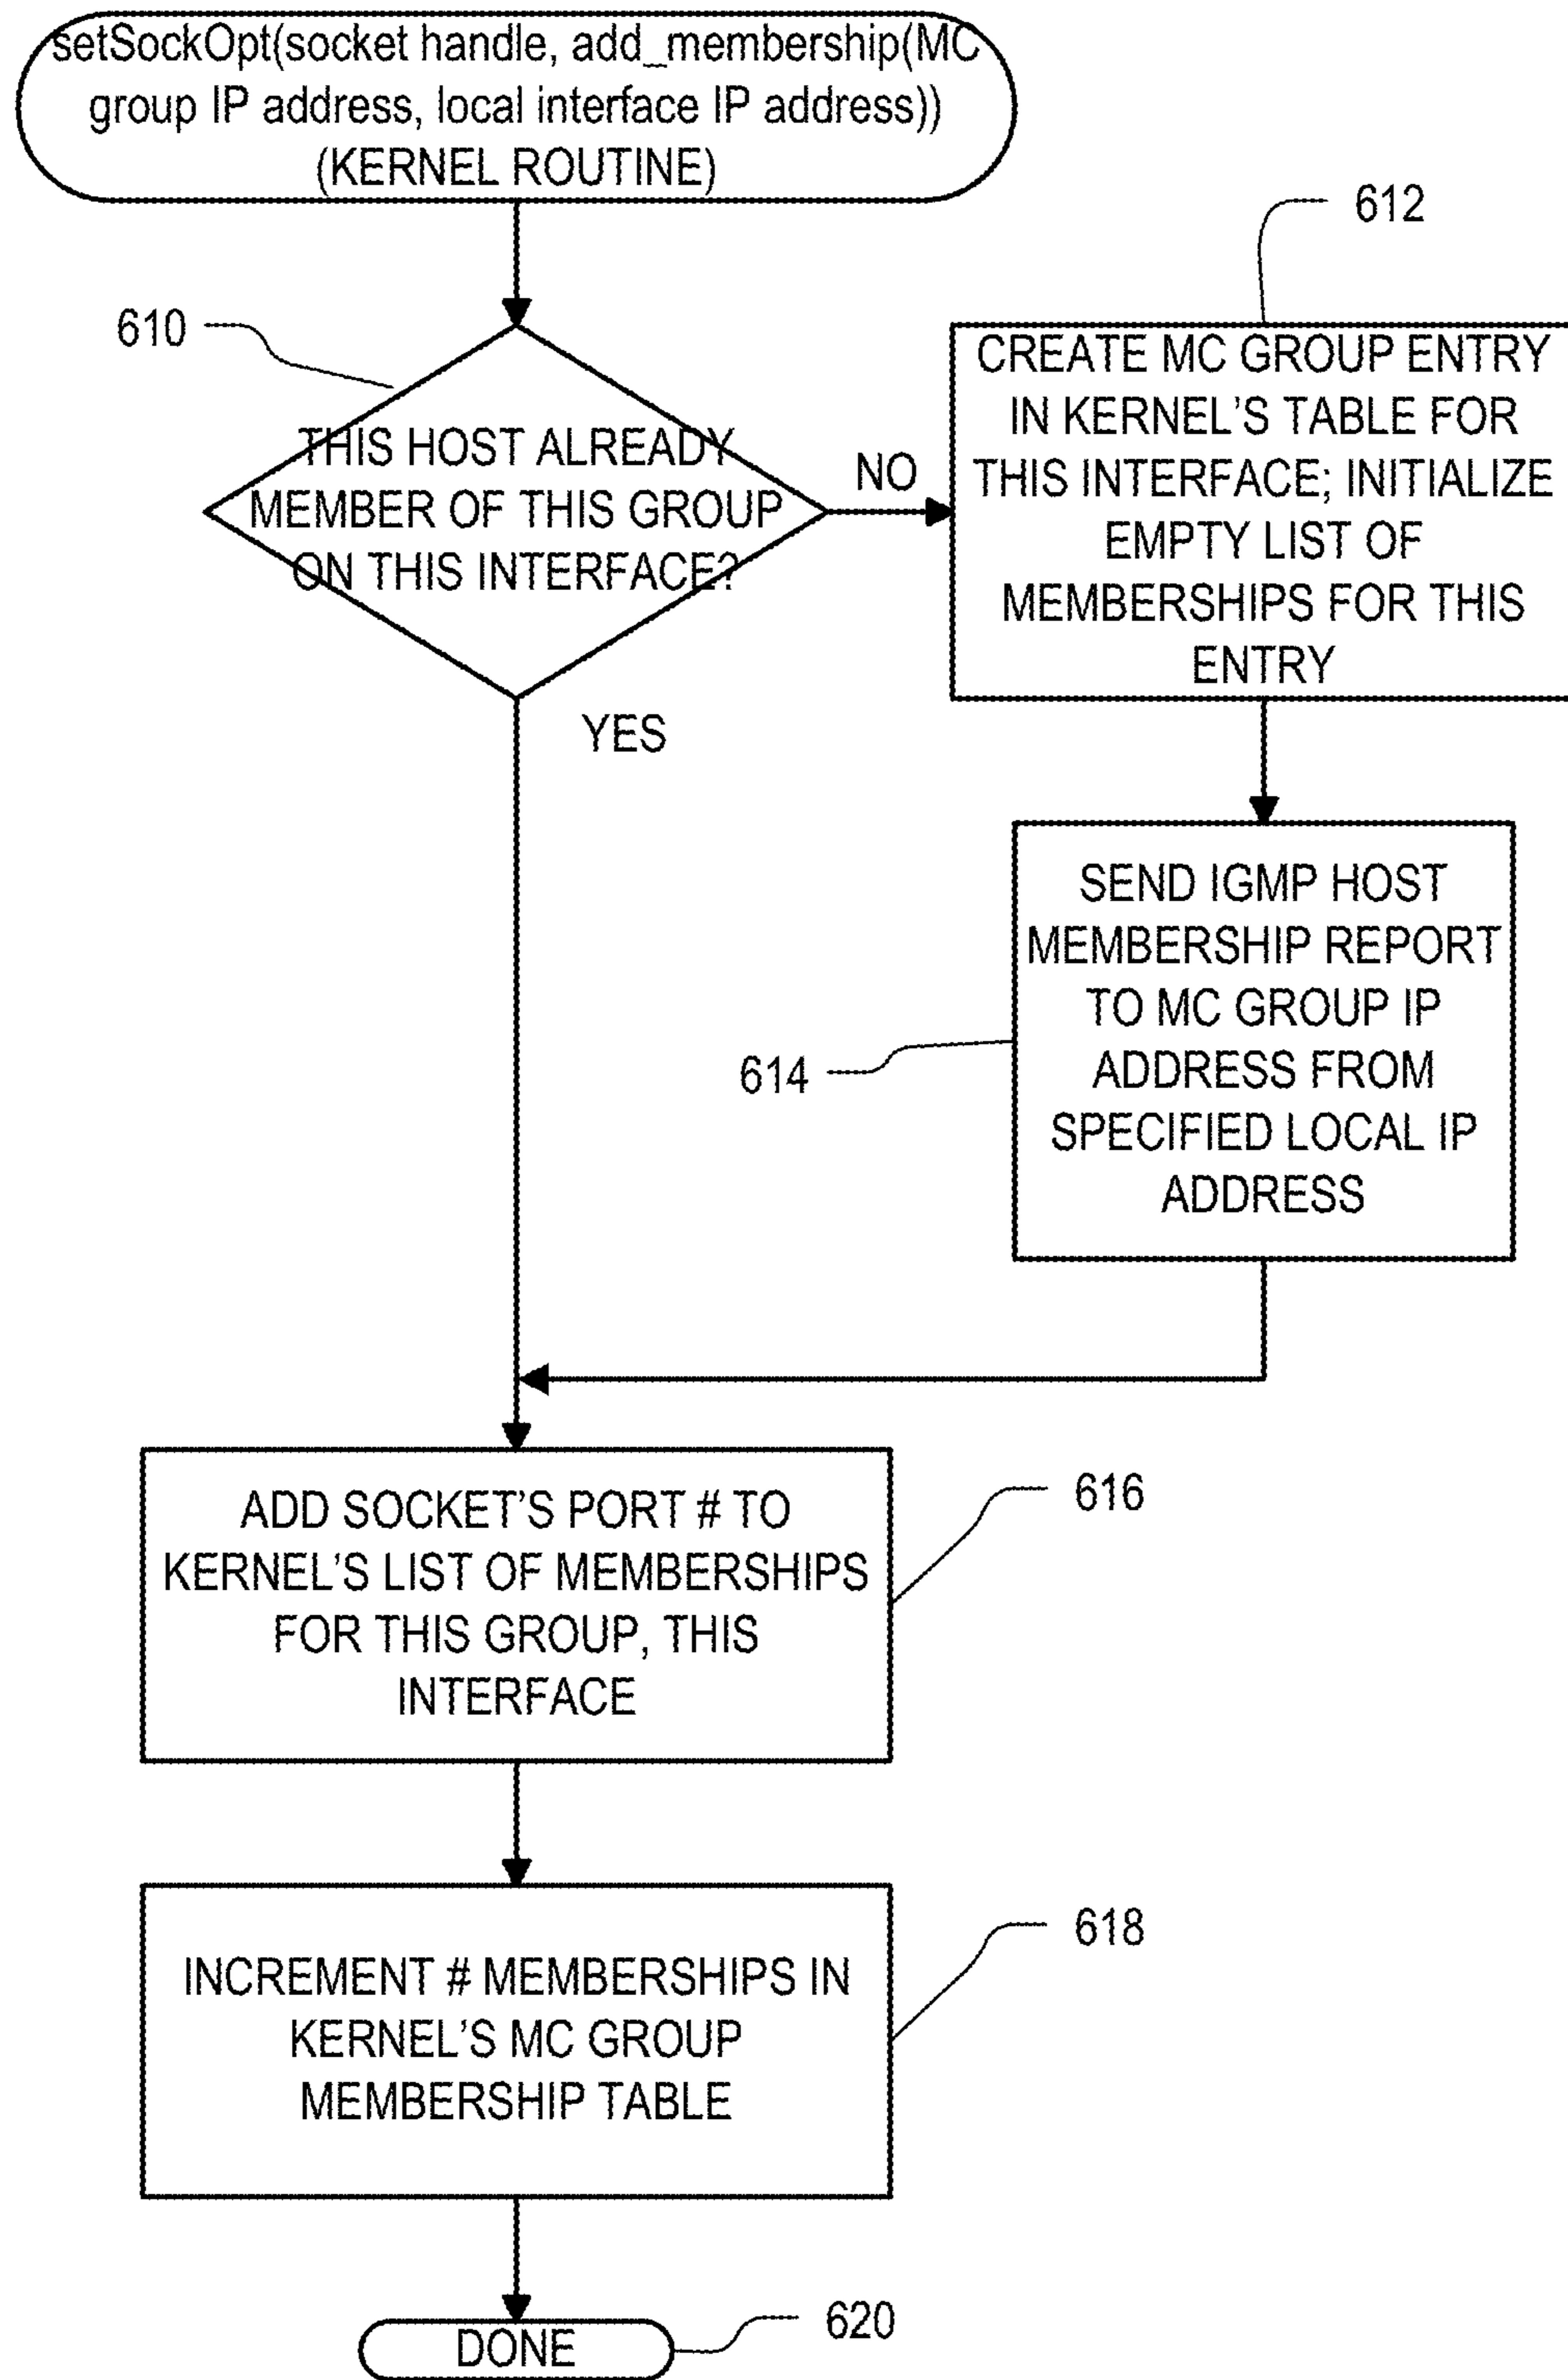 setSockOpt(socket handle, add_membership(MC
group IP address, local interface IP address))
(KERNEL ROUTINE)
610
THIS HOST ALREADY
MEMBER OF THIS GROUP
ON THIS INTERFACE?
NO
YES
612
CREATE MC GROUP ENTRY
IN KERNEL'S TABLE FOR
THIS INTERFACE; INITIALIZE
EMPTY LIST OF
MEMBERSHIPS FOR THIS
ENTRY
614
SEND IGMP HOST
MEMBERSHIP REPORT
TO MC GROUP IP
ADDRESS FROM
SPECIFIED LOCAL IP
ADDRESS
616
ADD SOCKET'S PORT # TO
KERNEL'S LIST OF MEMBERSHIPS
FOR THIS GROUP, THIS
INTERFACE
618
INCREMENT # MEMBERSHIPS IN
KERNEL'S MC GROUP
MEMBERSHIP TABLE
DONE
620